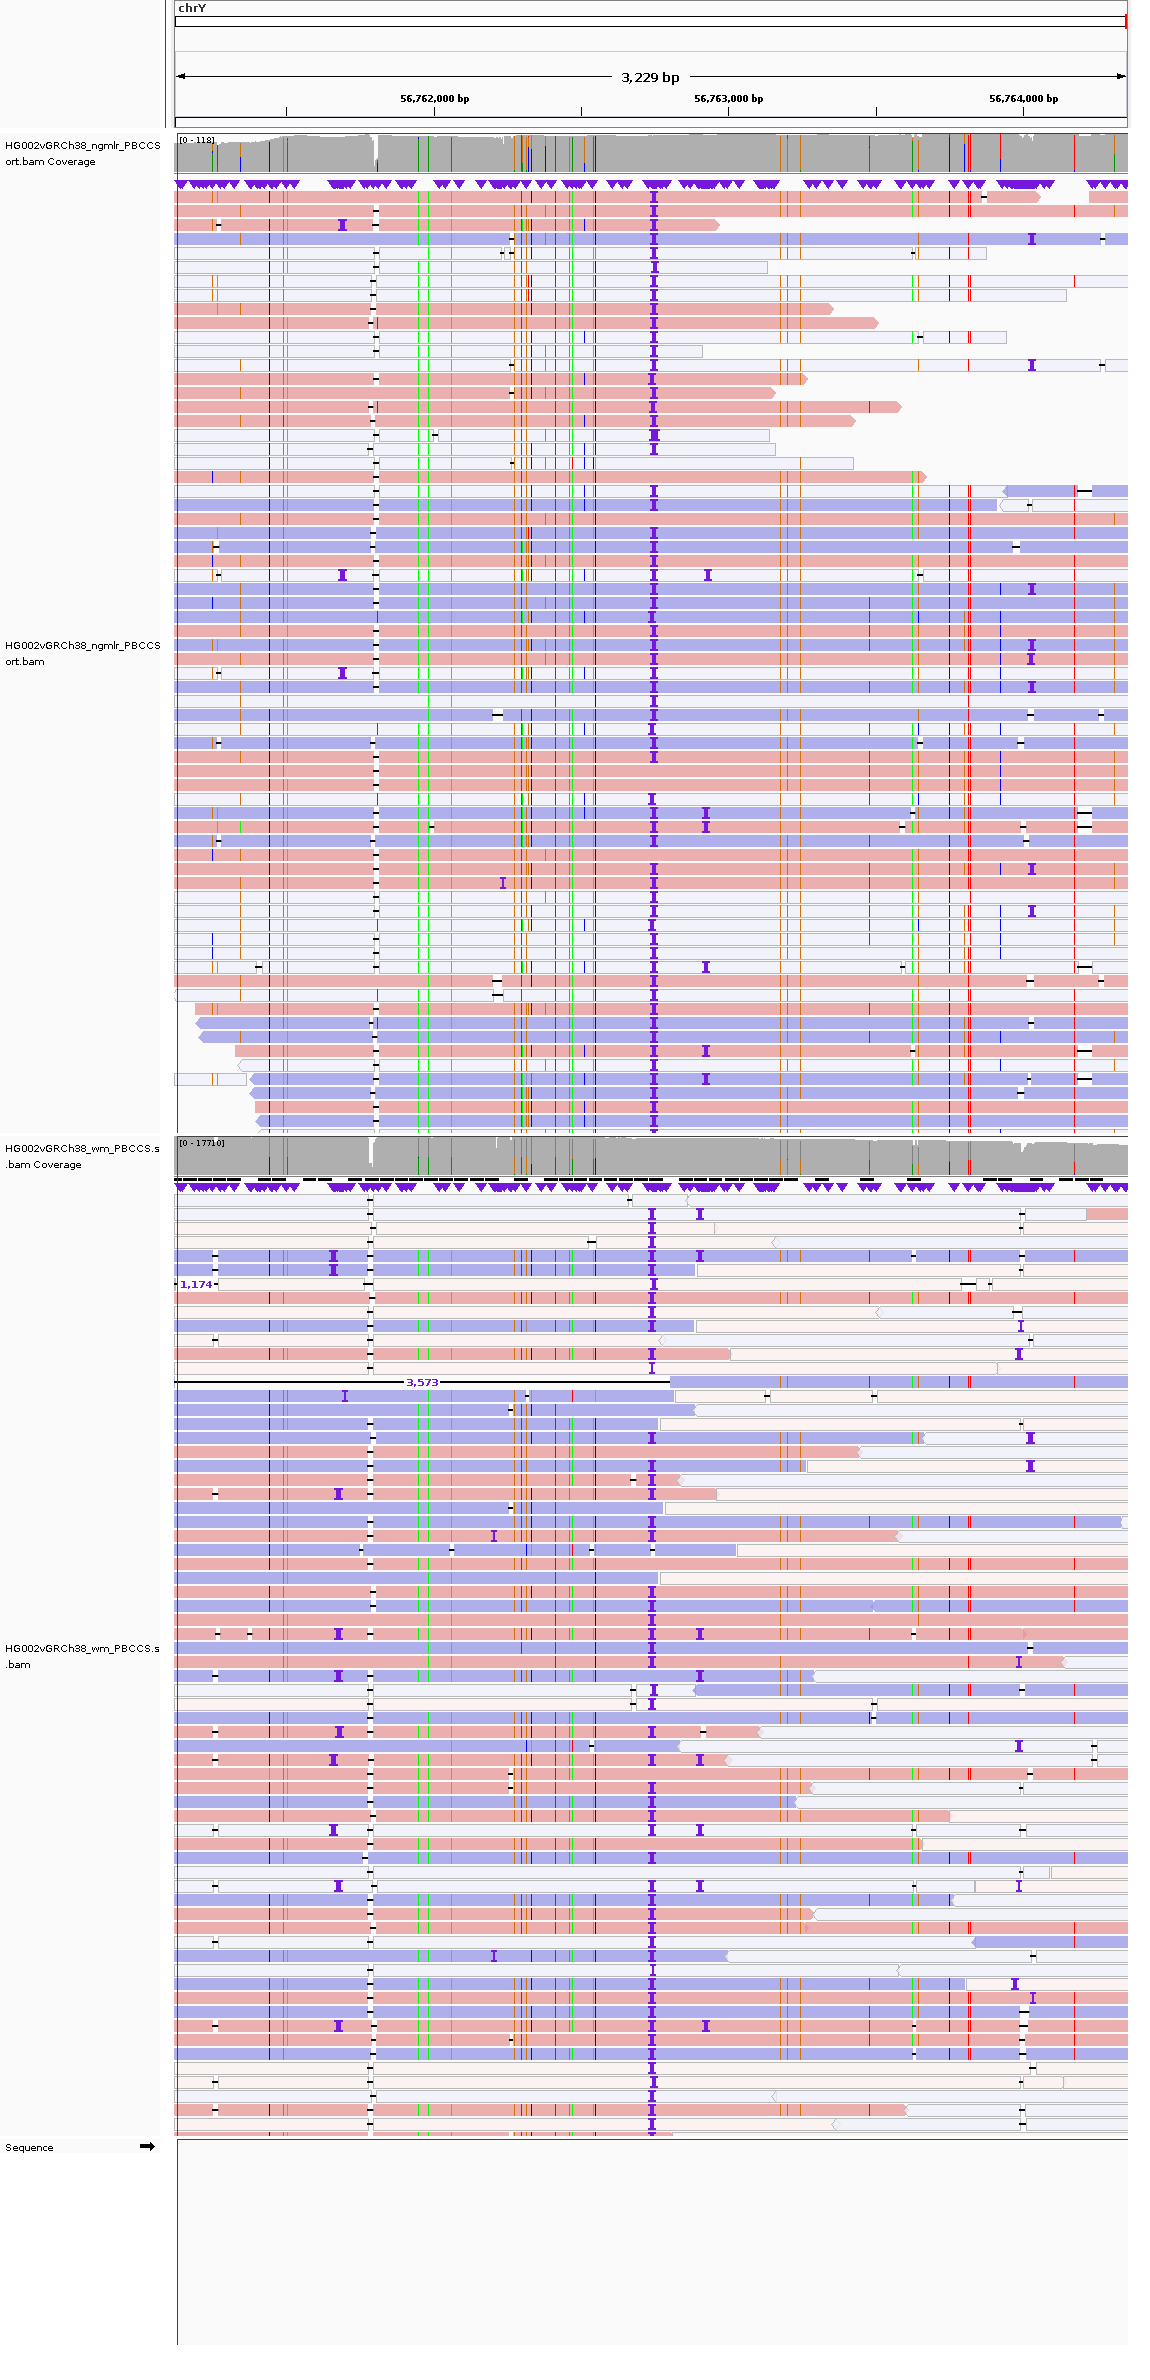 chrY
3,229 bp
56,762,000 bp 56,763,000 bp 56,764,000 bp
[0 - 118]
HG002vGRCh38_ngmlr_PBCCS
ort.bam Coverage
HG002vGRCh38_ngmlr_PBCCS
ort.bam
[0 - 17710]
HG002vGRCh38_wm_PBCCS.s
.bam Coverage
1,174
3,573
HG002vGRCh38_wm_PBCCS.s
.bam
Sequence